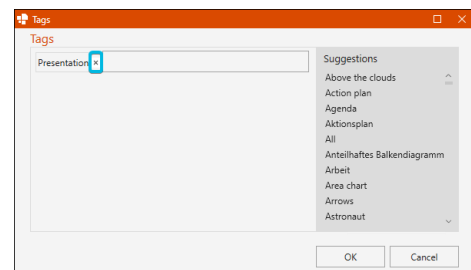 Tags
Tags
Presentation ×
Suggestions
Above the clouds
Action plan
Agenda
Aktionsplan
All
Anteilhaftes Balkendiagramm
Arbeit
Area chart
Arrows
Astronaut
OK Cancel